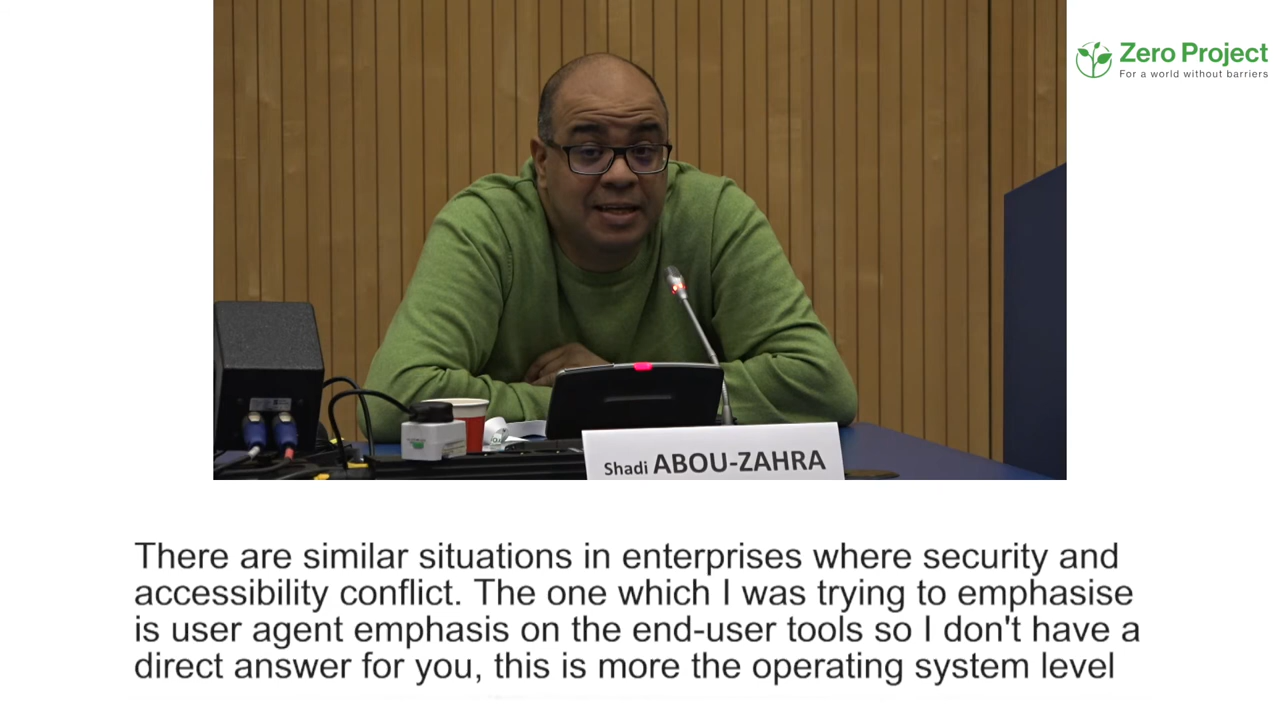 Zero Project
For a world without barriers
Shadi ABOU-ZAHRA
There are similar situations in enterprises where security and
accessibility conflict. The one which I was trying to emphasise
is user agent emphasis on the end-user tools so I don't have a
direct answer for you, this is more the operating system level